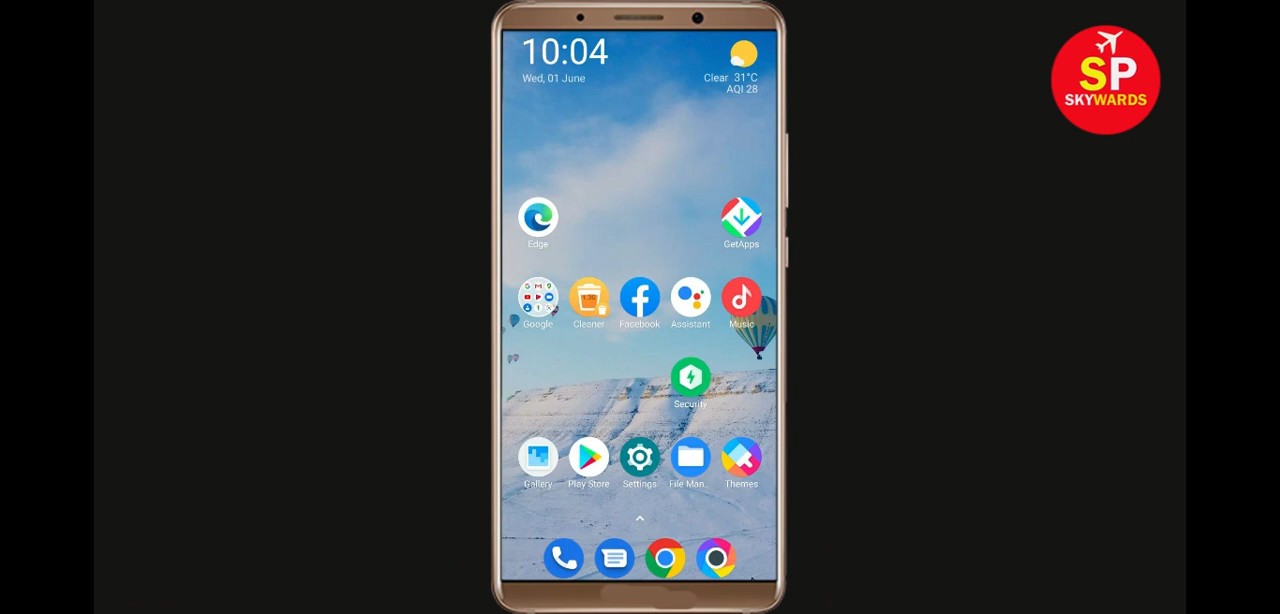 10:04
Wed, 01 June
Clear 31°C
AQI 28
SP
SKYWARDS
Edge
GetApps
Google
Cleaner
Facebook
Assistant
Music
Security
Gallery
Play Store
Settings
File Man..
Themes